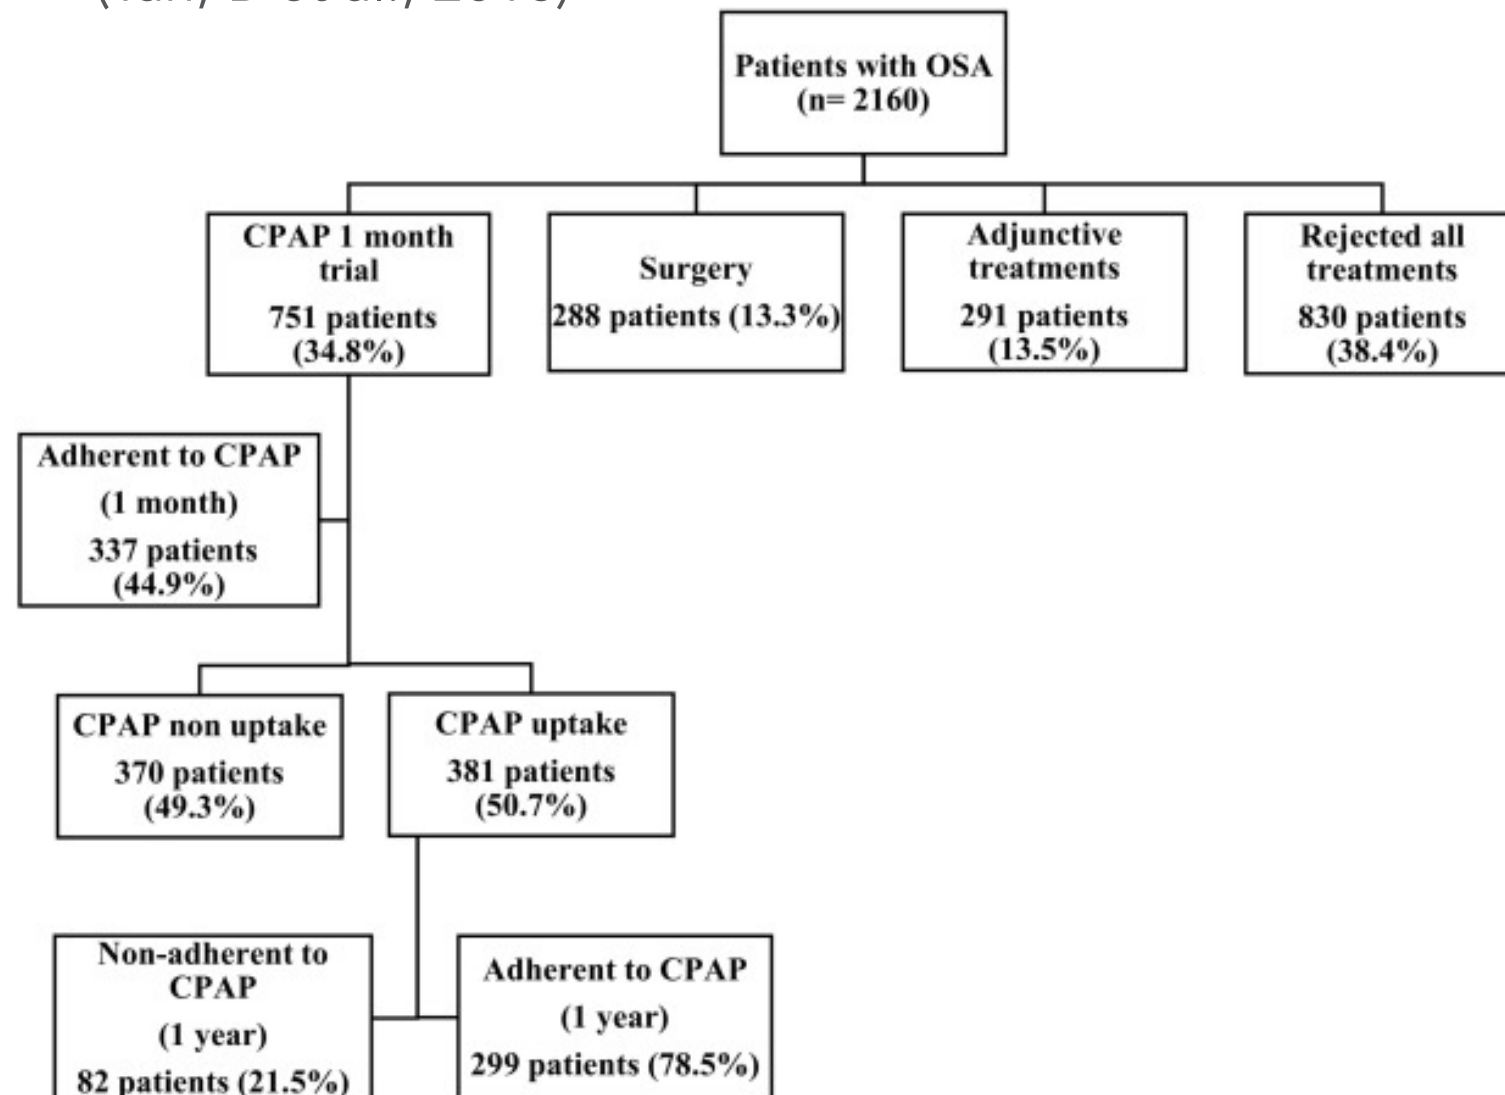 Patients with OSA
(n= 2160)
CPAP 1 month
trial
751 patients
(34.8%)
Surgery
288 patients (13.3%)
Adjunctive
treatments
291 patients
(13.5%)
Rejected all
treatments
830 patients
(38.4%)
Adherent to CPAP
(1 month)
337 patients
(44.9%)
CPAP non uptake
370 patients
(49.3%)
CPAP uptake
381 patients
(50.7%)
Non-adherent to
CPAP
(1 year)
82 patients (21.5%)
Adherent to CPAP
(1 year)
299 patients (78.5%)